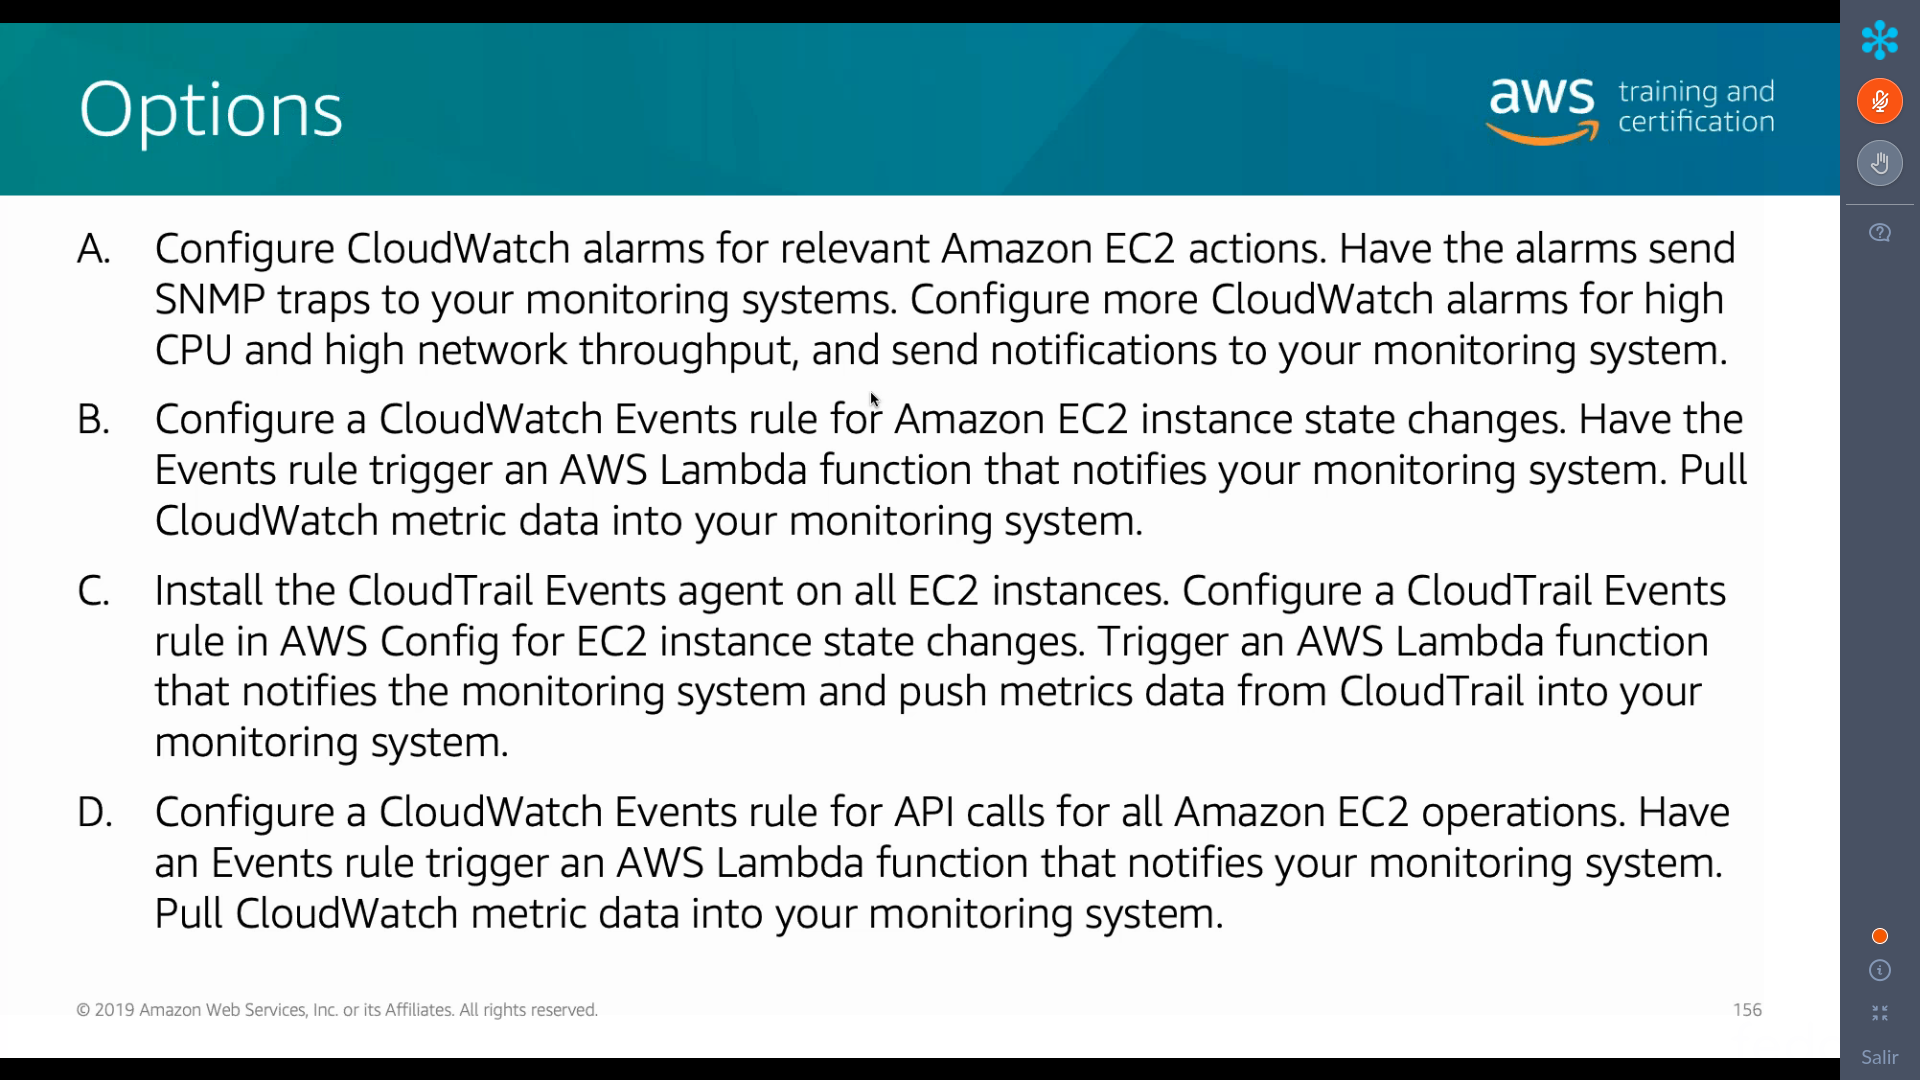 Options
aws training and
certification
A. Configure CloudWatch alarms for relevant Amazon EC2 actions. Have the alarms send
SNMP traps to your monitoring systems. Configure more CloudWatch alarms for high
CPU and high network throughput, and send notifications to your monitoring system.
B. Configure a CloudWatch Events rule for Amazon EC2 instance state changes. Have the
Events rule trigger an AWS Lambda function that notifies your monitoring system. Pull
CloudWatch metric data into your monitoring system.
C. Install the CloudTrail Events agent on all EC2 instances. Configure a CloudTrail Events
rule in AWS Config for EC2 instance state changes. Trigger an AWS Lambda function
that notifies the monitoring system and push metrics data from CloudTrail into your
monitoring system.
D. Configure a CloudWatch Events rule for API calls for all Amazon EC2 operations. Have
an Events rule trigger an AWS Lambda function that notifies your monitoring system.
Pull CloudWatch metric data into your monitoring system.
© 2019 Amazon Web Services, Inc. or its Affiliates. All rights reserved.
156
Salir